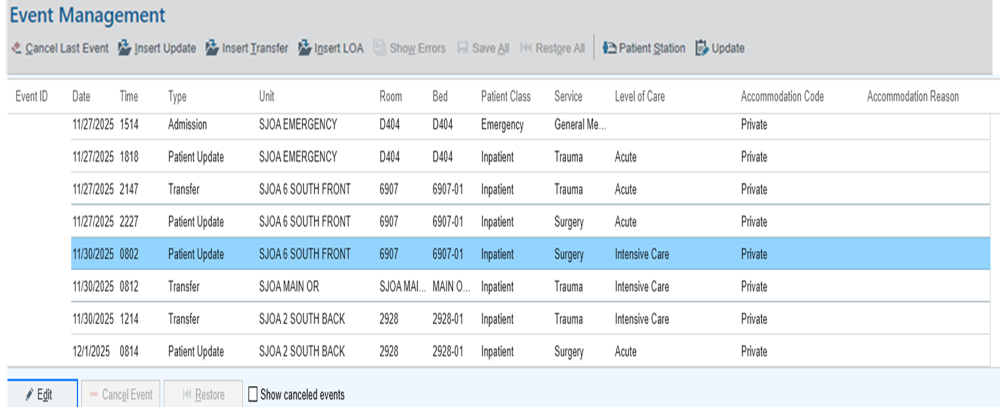 Event Management
Cancel Last Event Insert Update Insert Transfer Insert LOA Show Errors Save All Restore All Patient Station Update
Event ID Date Time Type Unit Room Bed Patient Class Service Level of Care Accommodation Code Accommodation Reason
11/27/2025 1514 Admission SJOA EMERGENCY D404 D404 Emergency General Me... Private
11/27/2025 1818 Patient Update SJOA EMERGENCY D404 D404 Inpatient Trauma Acute Private
11/27/2025 2147 Transfer SJOA 6 SOUTH FRONT 6907 6907-01 Inpatient Trauma Acute Private
11/27/2025 2227 Patient Update SJOA 6 SOUTH FRONT 6907 6907-01 Inpatient Surgery Acute Private
11/30/2025 0802 Patient Update SJOA 6 SOUTH FRONT 6907 6907-01 Inpatient Surgery Intensive Care Private
11/30/2025 0812 Transfer SJOA MAIN OR SJOA MAI... MAIN O... Inpatient Trauma Intensive Care Private
11/30/2025 1214 Transfer SJOA 2 SOUTH BACK 2928 2928-01 Inpatient Trauma Intensive Care Private
12/1/2025 0814 Patient Update SJOA 2 SOUTH BACK 2928 2928-01 Inpatient Surgery Acute Private
Edit Cancel Event Restore Show canceled events